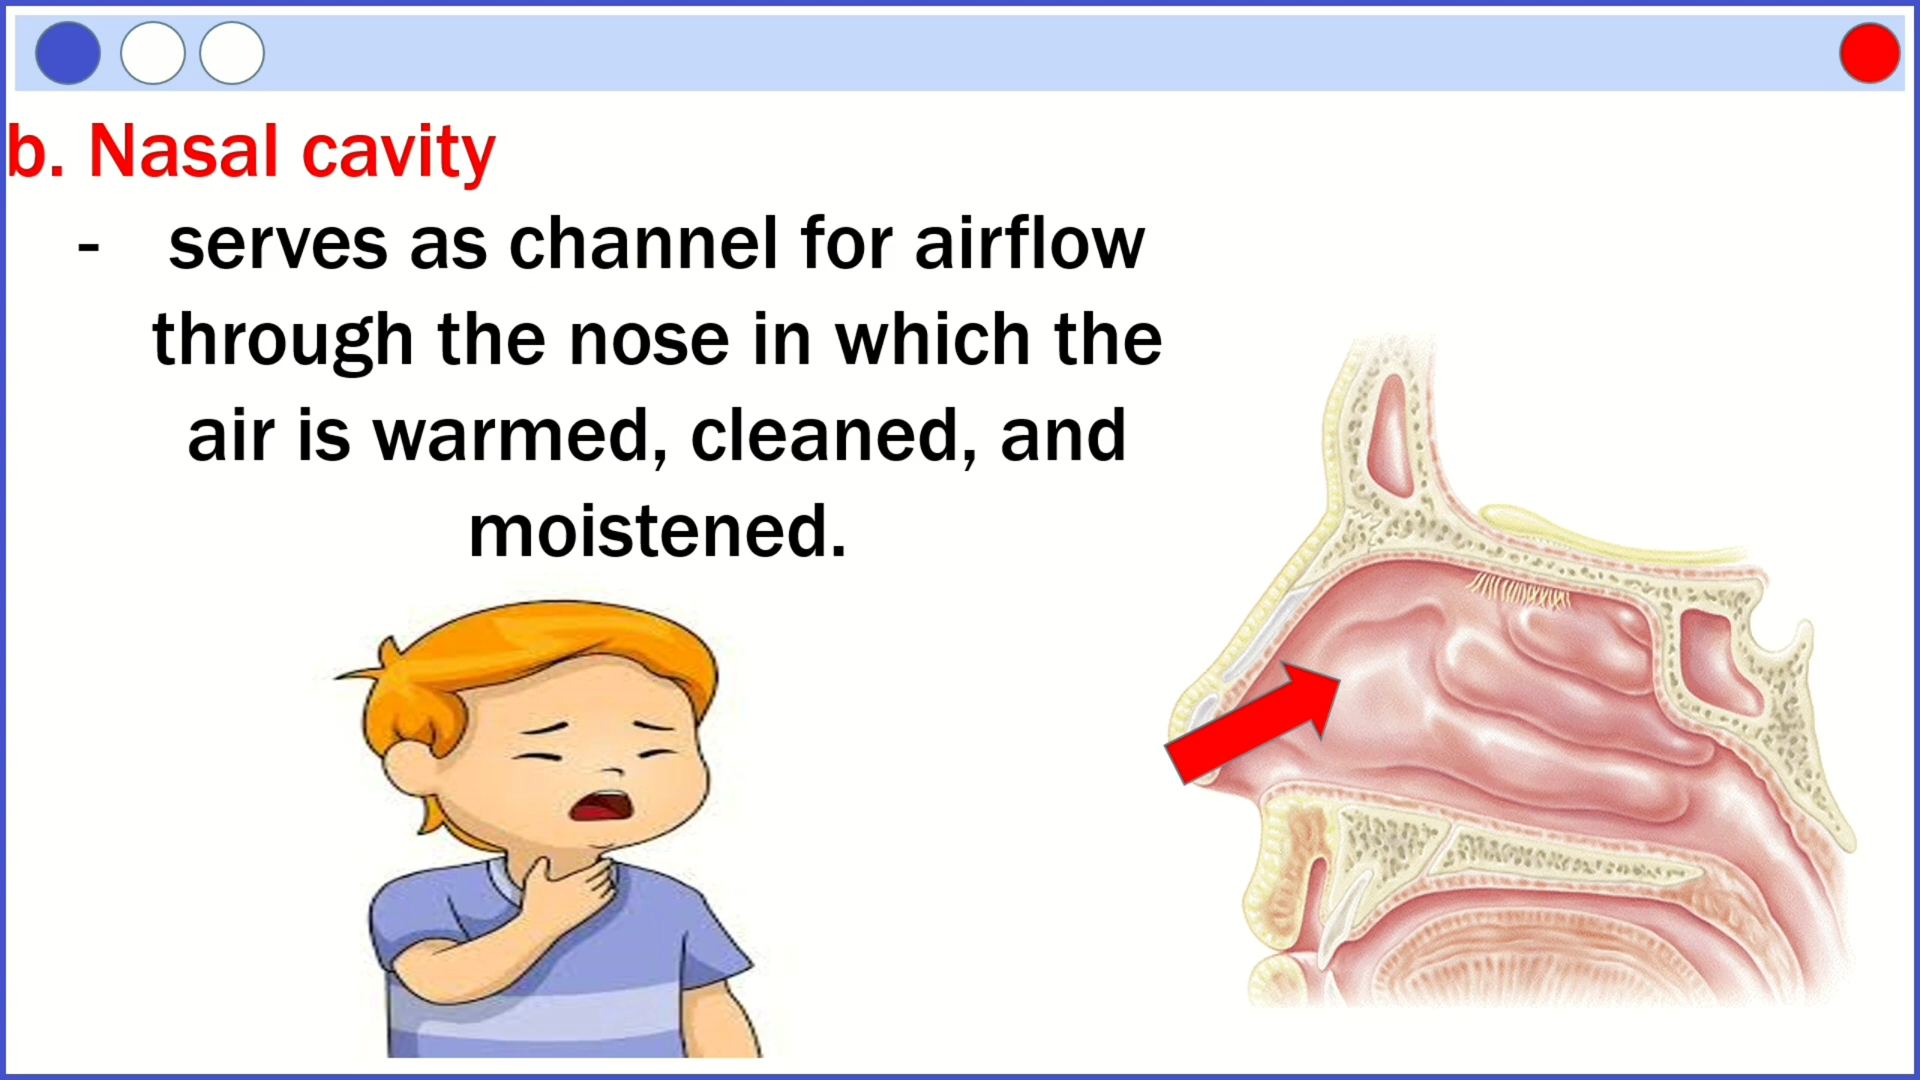 b. Nasal cavity
- serves as channel for airflow
through the nose in which the
air is warmed, cleaned, and
moistened.